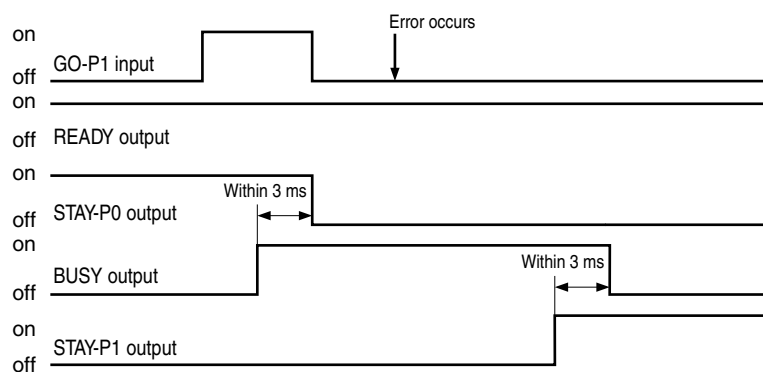 Error occurs
on
GO-P1 input
off
on
off READY output
on
Within 3 ms
off STAY-P0 output
on
Within 3 ms
BUSY output
off
on
STAY-P1 output
off